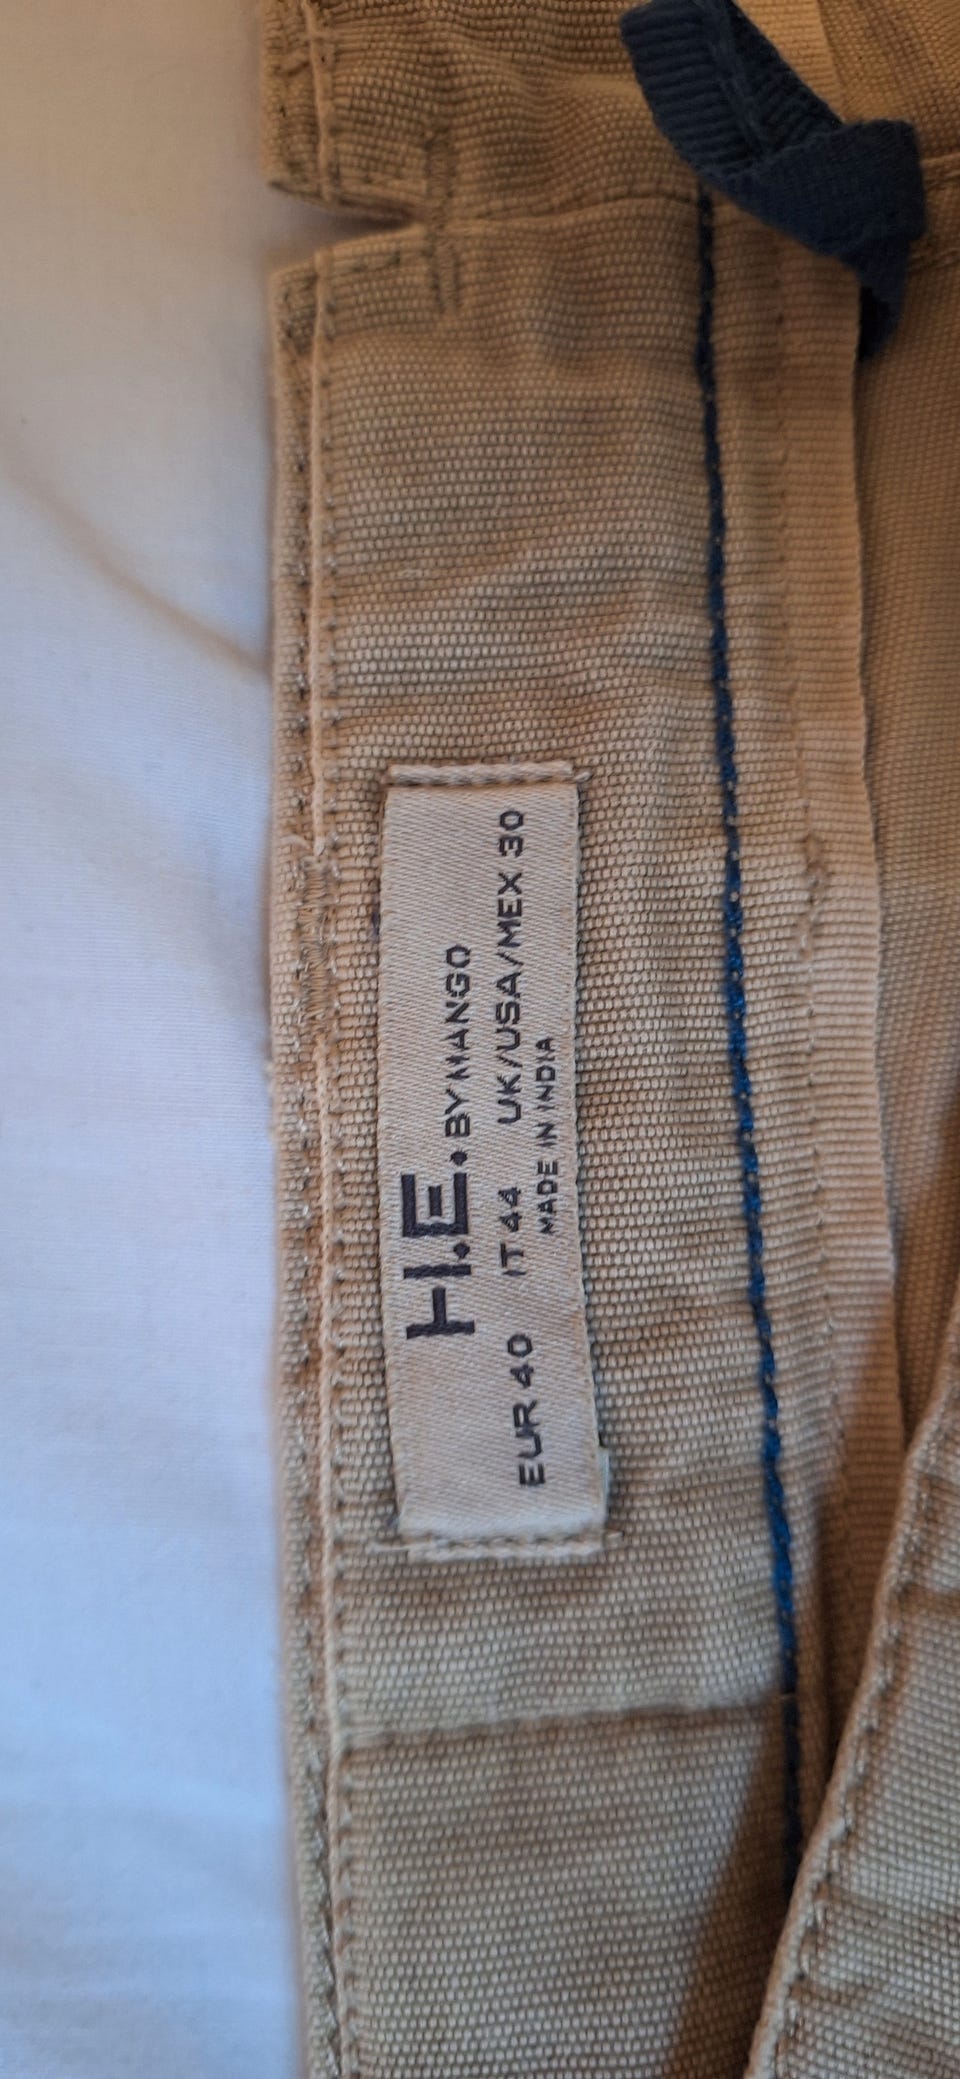 H.E. BY MANGO
EUR 40 IT 44 UK/USA/MEX 30
MADE IN INDIA